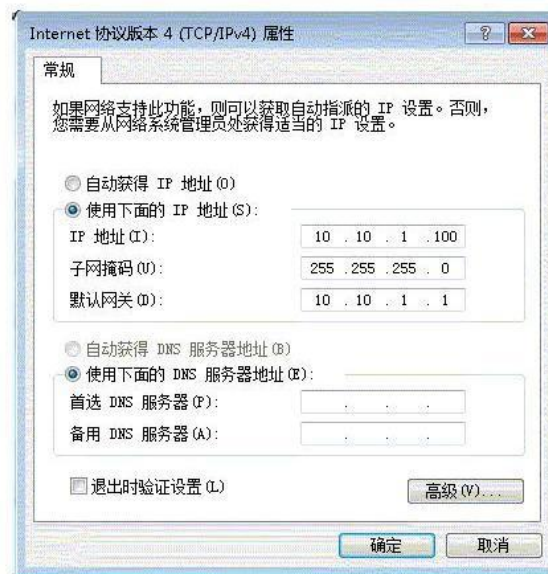 Internet 协议版本 4 (TCP/IPv4) 属性
常规
如果网络支持此功能，则可以获取自动指派的 IP 设置。否则，
您需要从网络系统管理员处获得适当的 IP 设置。
自动获得 IP 地址(O)
使用下面的 IP 地址(S):
IP 地址(I): 10 . 10 . 1 .100
子网掩码(U): 255 .255 .255 . 0
默认网关(D): 10 . 10 . 1 . 1
自动获得 DNS 服务器地址(B)
使用下面的 DNS 服务器地址(E):
首选 DNS 服务器(P): . . .
备用 DNS 服务器(A): . . .
退出时验证设置(L)
高级(V)...
确定 取消